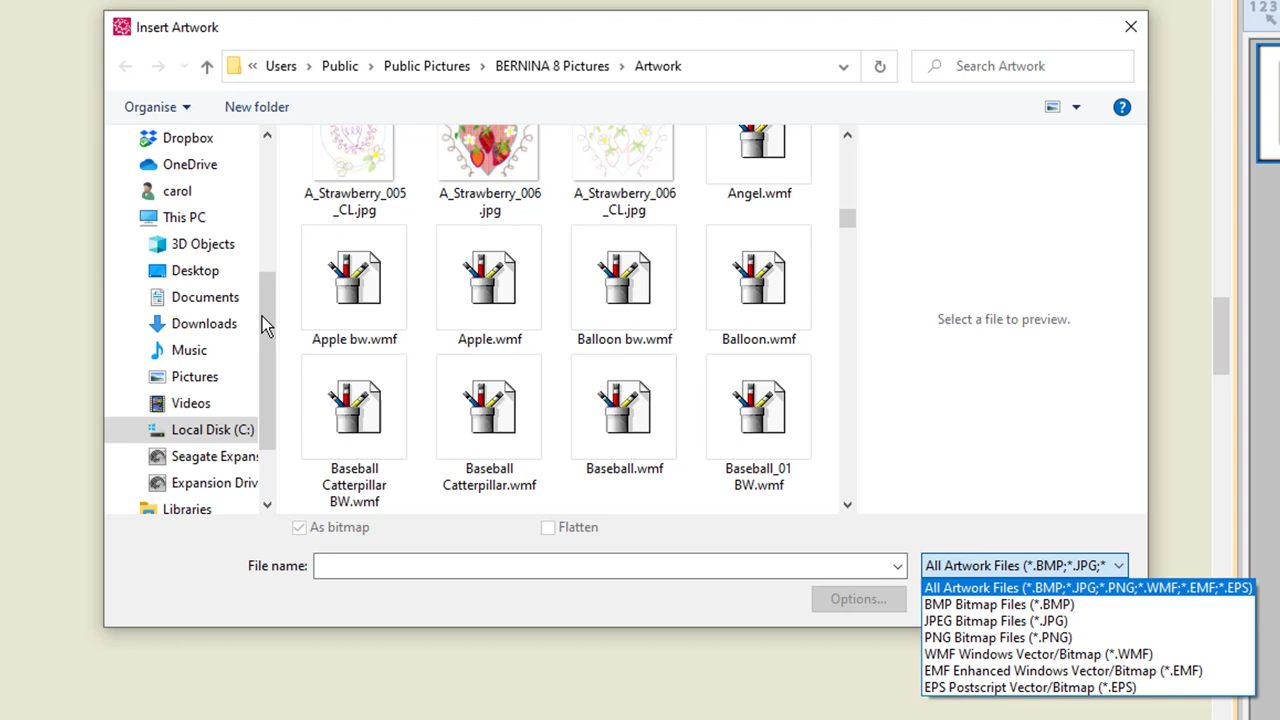 Insert Artwork
123
« Users > Public > Public Pictures > BERNINA 8 Pictures > Artwork
Search Artwork
Organise
New folder
Dropbox
OneDrive
carol
This PC
3D Objects
Desktop
Documents
Downloads
Music
Pictures
Videos
Local Disk (C:)
Seagate Expans
Expansion Driv
Libraries
A_Strawberry_005
_CL.jpg
A_Strawberry_006
.jpg
A_Strawberry_006
_CL.jpg
Angel.wmf
Apple bw.wmf
Apple.wmf
Balloon bw.wmf
Balloon.wmf
Baseball
Catterpillar
BW.wmf
Baseball
Catterpillar.wmf
Baseball.wmf
Baseball_01
BW.wmf
Select a file to preview.
As bitmap
Flatten
File name:
All Artwork Files (*.BMP;*.JPG;*
Options...
All Artwork Files (*.BMP;*.JPG;*.PNG;*.WMF;*.EMF;*.EPS)
BMP Bitmap Files (*.BMP)
JPEG Bitmap Files (*.JPG)
PNG Bitmap Files (*.PNG)
WMF Windows Vector/Bitmap (*.WMF)
EMF Enhanced Windows Vector/Bitmap (*.EMF)
EPS Postscript Vector/Bitmap (*.EPS)